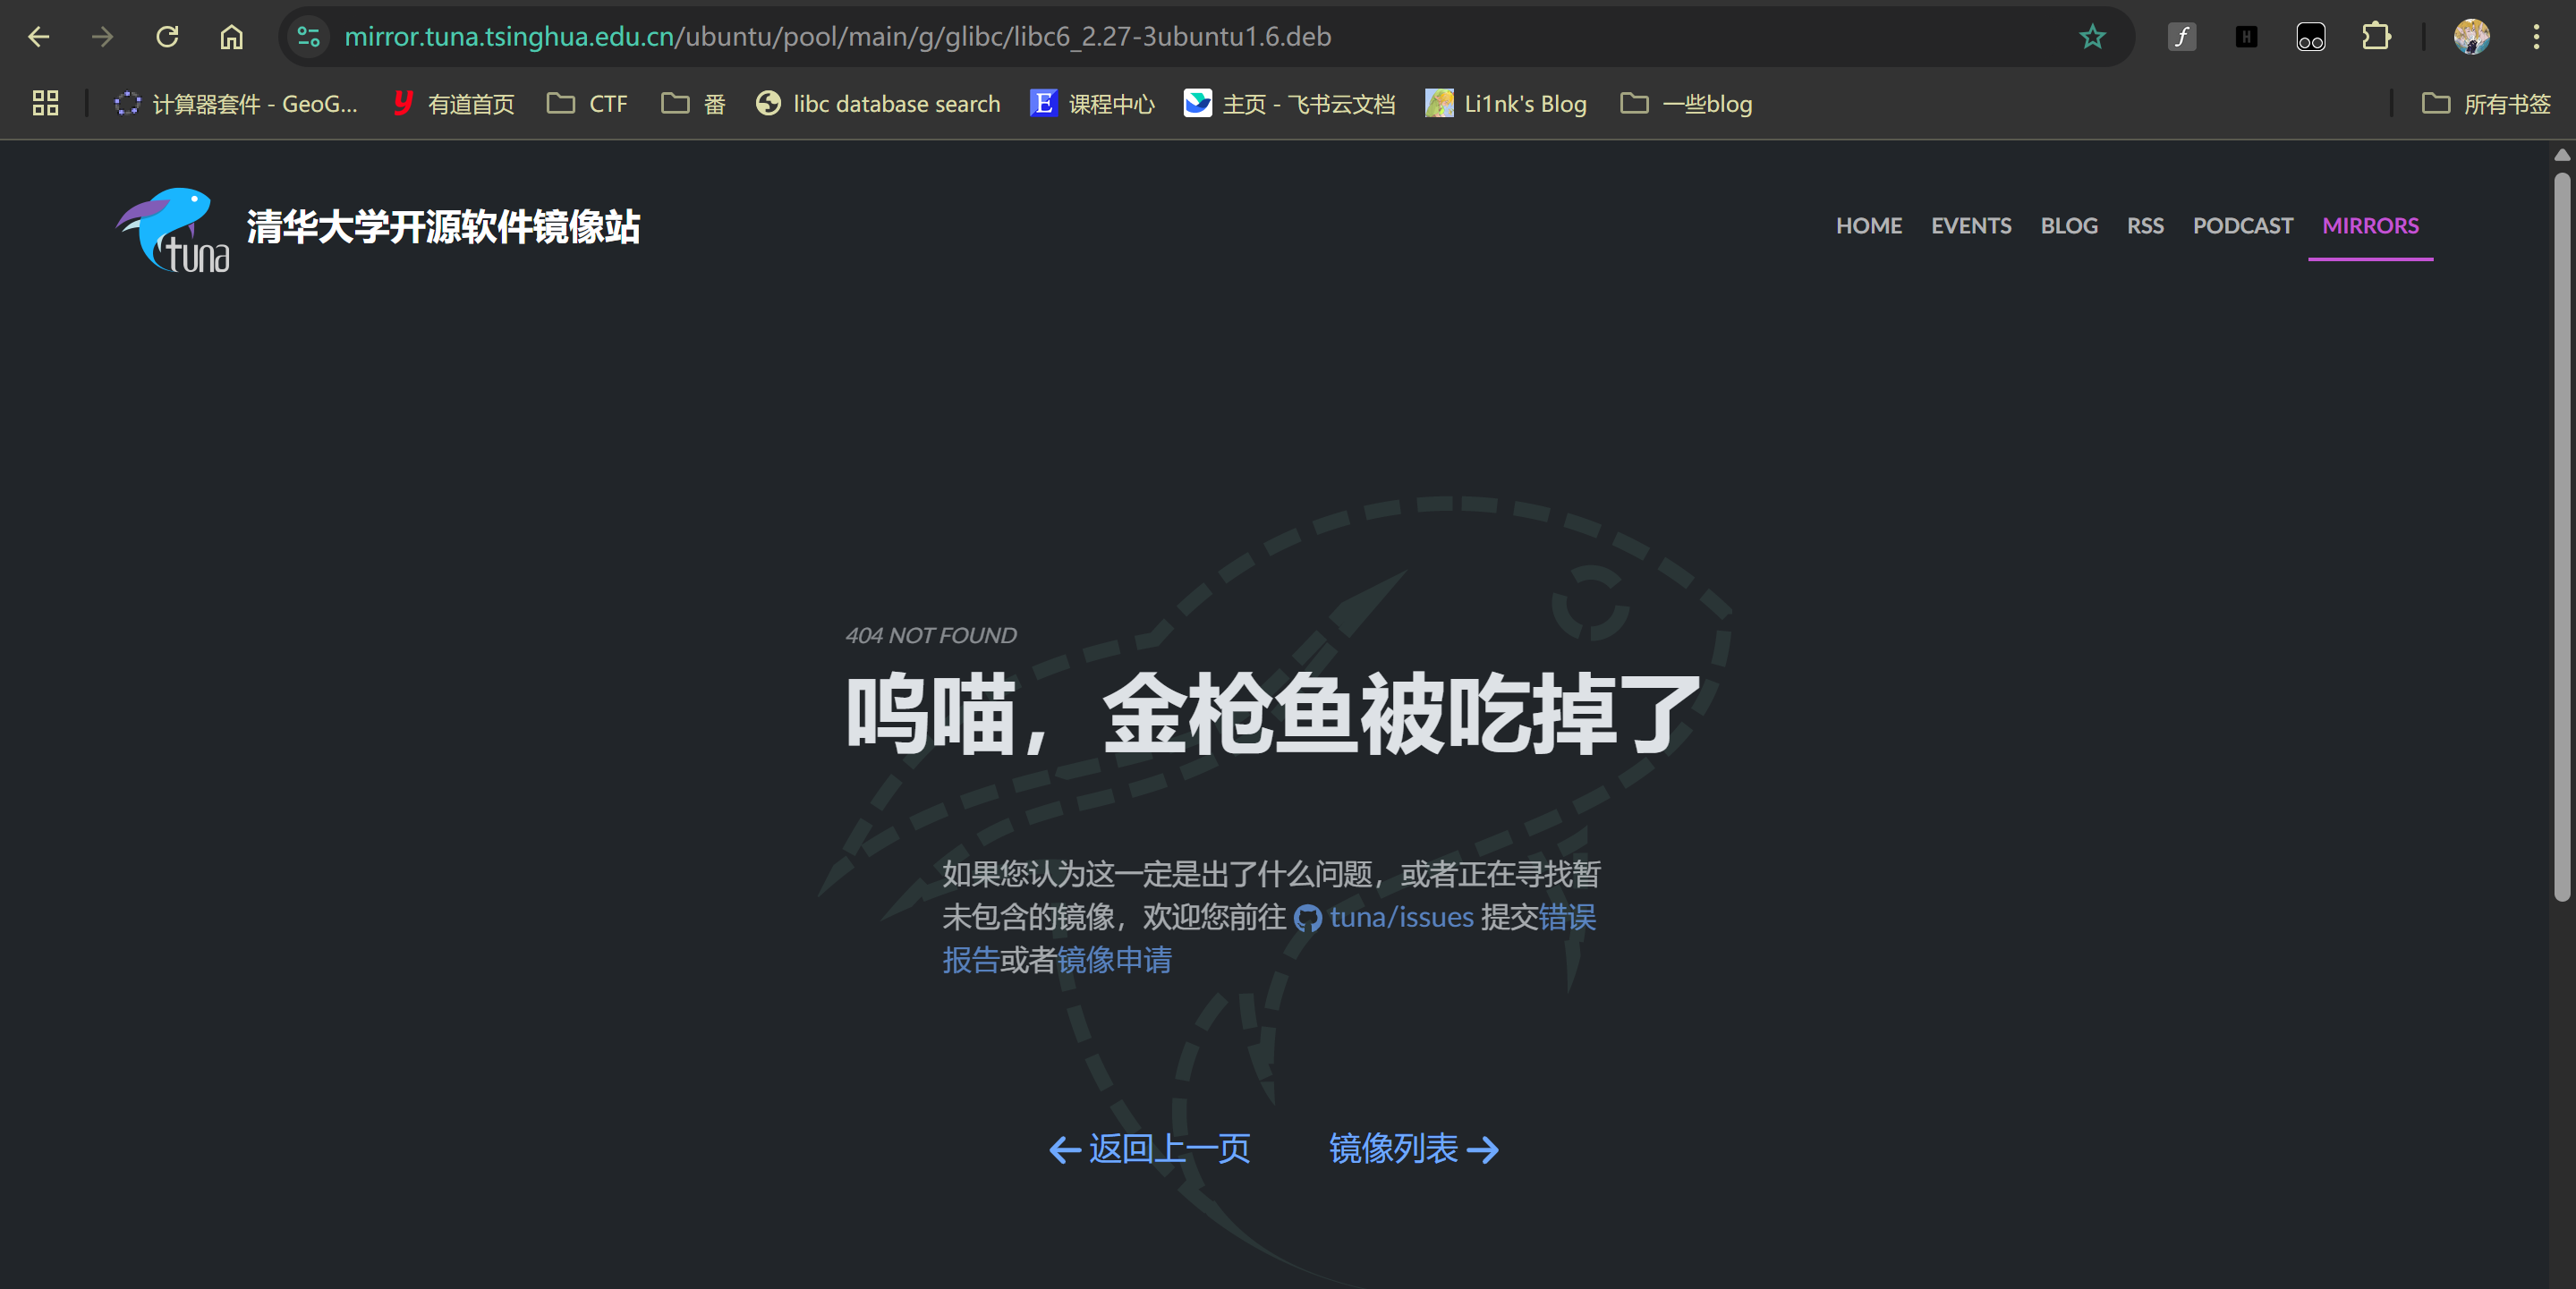 mirror.tuna.tsinghua.edu.cn/ubuntu/pool/main/g/glibc/libc6_2.27-3ubuntu1.6.deb
计算器套件 - GeoG... 有道首页 CTF 番 libc database search 课程中心 主页 - 飞书云文档 Li1nk's Blog 一些blog 所有书签
tuna 清华大学开源软件镜像站 HOME EVENTS BLOG RSS PODCAST MIRRORS
404 NOT FOUND
呜喵，金枪鱼被吃掉了
如果您认为这一定是出了什么问题，或者正在寻找暂
未包含的镜像，欢迎您前往 tuna/issues 提交错误
报告或者镜像申请
返回上一页 镜像列表